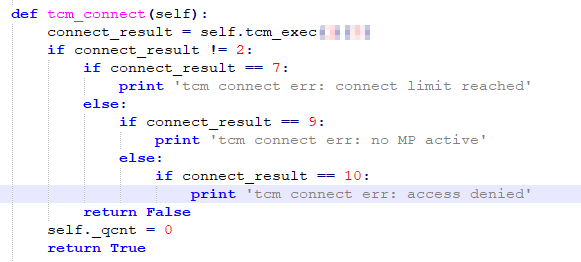 def tcm_connect(self):
    connect_result = self.tcm_exec
    if connect_result != 2:
        if connect_result == 7:
            print 'tcm connect err: connect limit reached'
        else:
            if connect_result == 9:
                print 'tcm connect err: no MP active'
            else:
                if connect_result == 10:
                    print 'tcm connect err: access denied'
        return False
    self._qcnt = 0
    return True